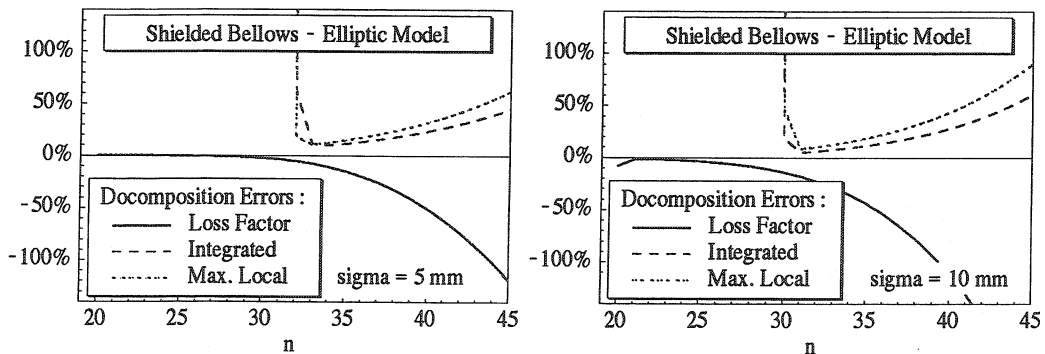 Shielded Bellows - Elliptic Model
100%
50%
0%
-50%
-100%
Docomposition Errors :
Loss Factor
Integrated
Max. Local
sigma = 5 mm
20 25 30 35 40 45
n
Shielded Bellows - Elliptic Model
100%
50%
0%
-50%
-100%
Docomposition Errors :
Loss Factor
Integrated
Max. Local
sigma = 10 mm
20 25 30 35 40 45
n